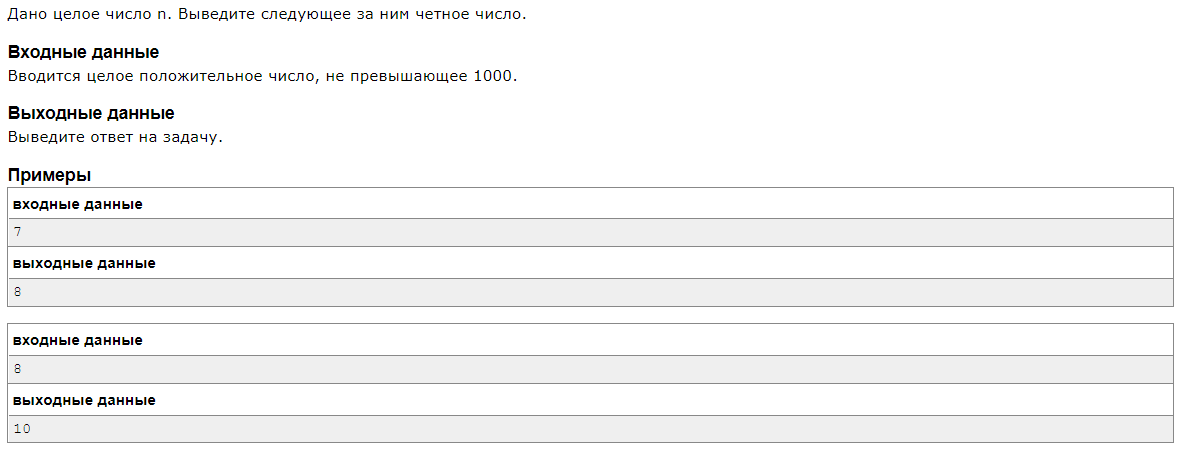 Дано целое число n. Выведите следующее за ним четное число.
Входные данные
Вводится целое положительное число, не превышающее 1000.
Выходные данные
Выведите ответ на задачу.
Примеры
входные данные
7
выходные данные
8
входные данные
8
выходные данные
10